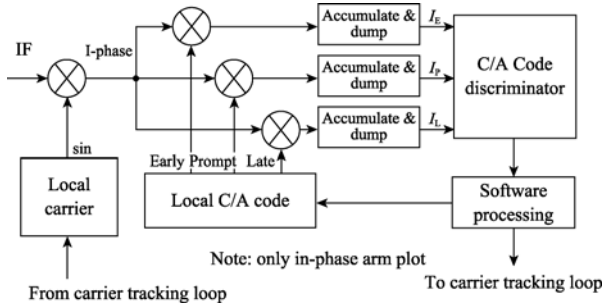 Accumulate &
dump
I_E
IF
I-phase
Accumulate &
dump
I_P
C/A Code
discriminator
Accumulate &
dump
I_L
sin
Early Prompt Late
Local
carrier
Local C/A code
Software
processing
Note: only in-phase arm plot
From carrier tracking loop
To carrier tracking loop